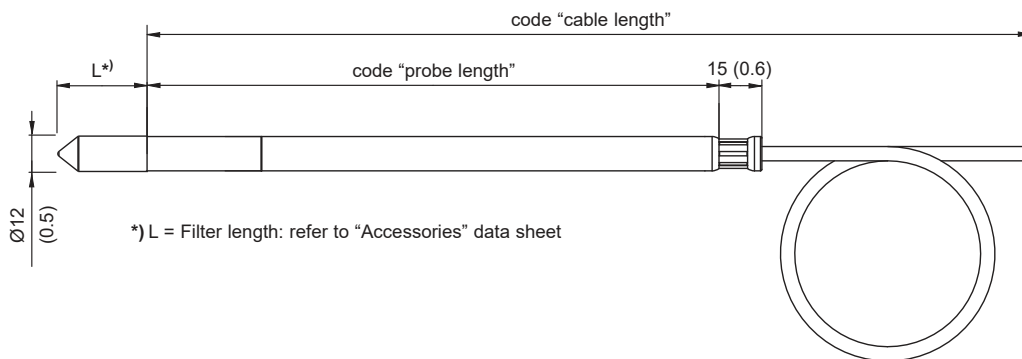 code “cable length”
L*)
code “probe length”
15 (0.6)
Ø12
(0.5)
*) L = Filter length: refer to “Accessories” data sheet